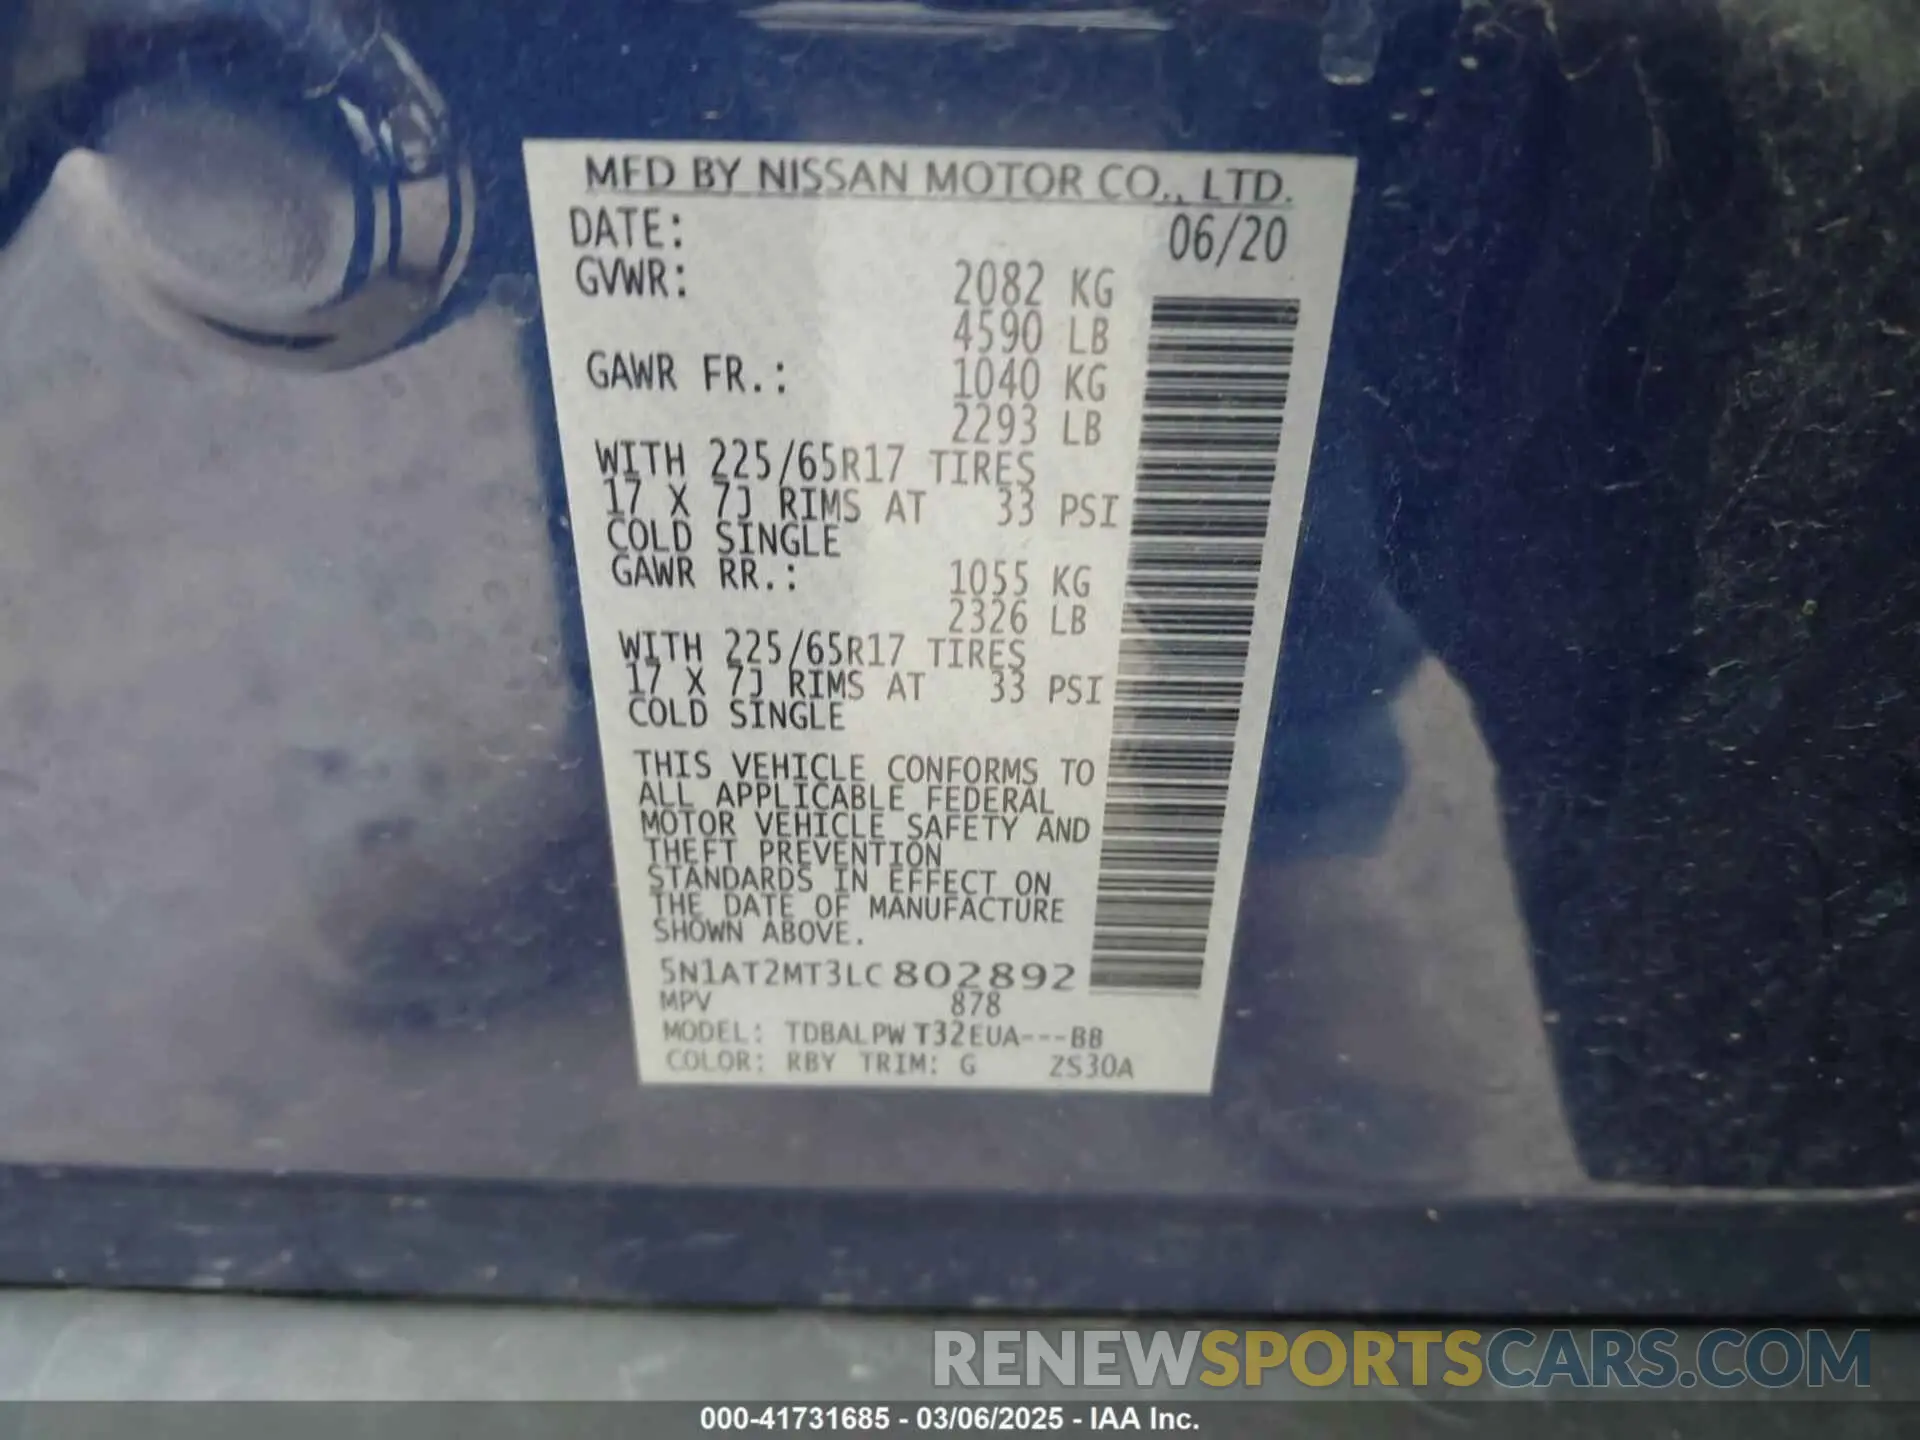 MFD BY NISSAN MOTOR CO., LTD.
DATE: 06/20
GVWR: 2082 KG
4590 LB
GAWR FR.: 1040 KG
2293 LB
WITH 225/65R17 TIRES
17 X 7J RIMS AT 33 PSI
COLD SINGLE
GAWR RR.: 1055 KG
2326 LB
WITH 225/65R17 TIRES
17 X 7J RIMS AT 33 PSI
COLD SINGLE
THIS VEHICLE CONFORMS TO
ALL APPLICABLE FEDERAL
MOTOR VEHICLE SAFETY AND
THEFT PREVENTION
STANDARDS IN EFFECT ON
THE DATE OF MANUFACTURE
SHOWN ABOVE.
5N1AT2MT3LC802892
MPV 878
MODEL: TDBALPW T32EUA---BB
COLOR: RBY TRIM: G ZS30A
RENEWSPORTSCARS.COM
000-41731685 - 03/06/2025 - IAA Inc.